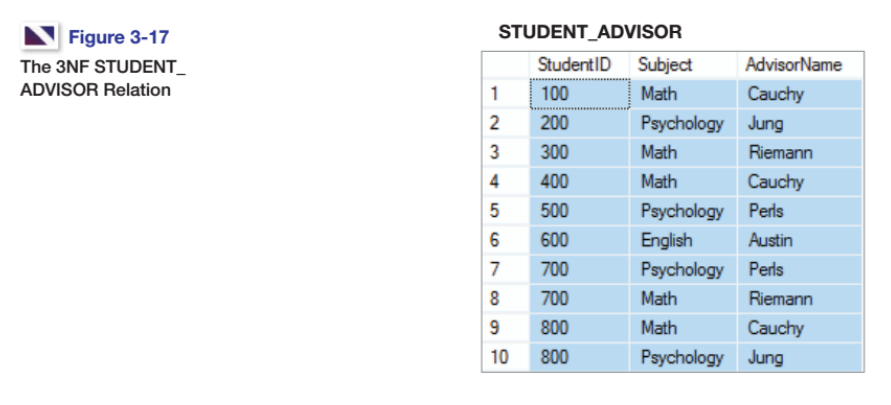 Figure 3-17
The 3NF STUDENT_
ADVISOR Relation
STUDENT_ADVISOR
StudentID Subject AdvisorName
1 100 Math Cauchy
2 200 Psychology Jung
3 300 Math Riemann
4 400 Math Cauchy
5 500 Psychology Perls
6 600 English Austin
7 700 Psychology Perls
8 700 Math Riemann
9 800 Math Cauchy
10 800 Psychology Jung